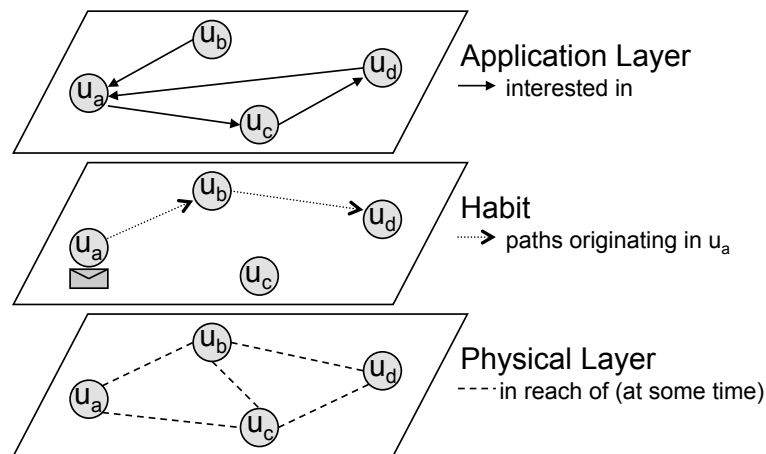 u_b
u_d
u_a
u_c
Application Layer
interested in
u_b
u_d
u_a
u_c
Habit
paths origining in u_a
u_b
u_d
u_a
u_c
Physical Layer
in reach of (at some time)